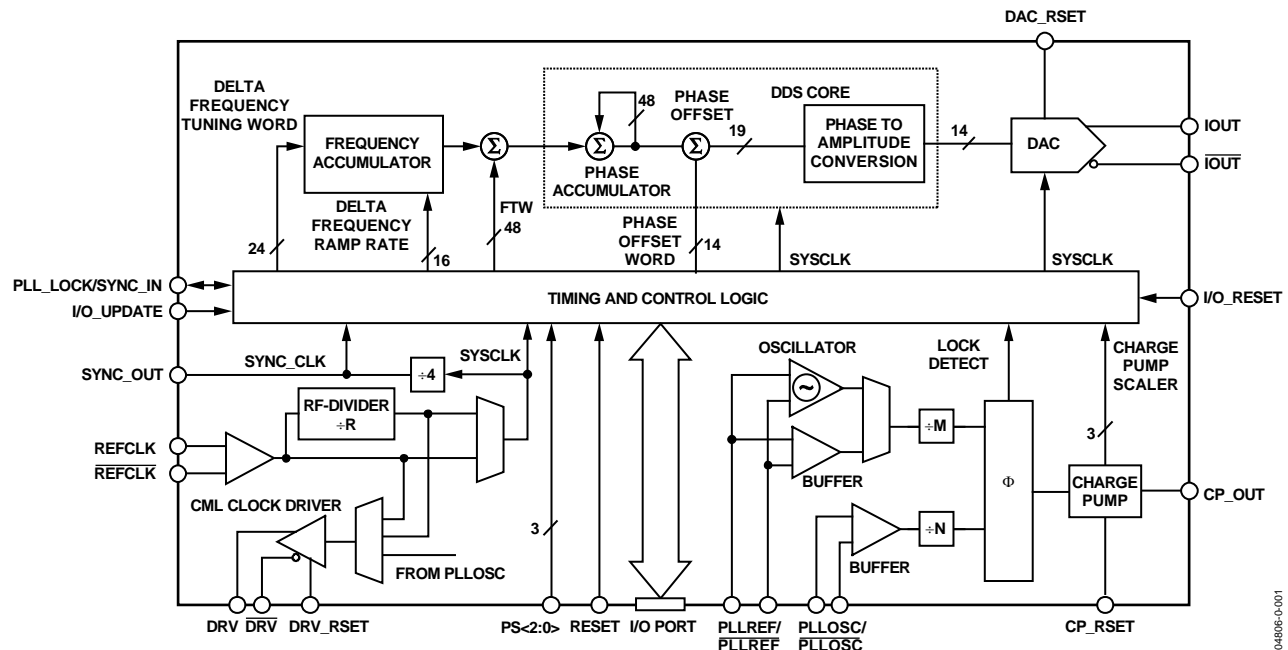 DAC_RSET
DELTA
FREQUENCY
TUNING WORD
FREQUENCY
ACCUMULATOR
Σ
48
Σ
PHASE
ACCUMULATOR
PHASE
OFFSET
Σ
19
DDS CORE
PHASE TO
AMPLITUDE
CONVERSION
14
DAC
IOUT
IOUT
DELTA
FREQUENCY
RAMP RATE
24
16
FTW
48
PHASE
OFFSET
WORD
14
SYSCLK
SYSCLK
PLL_LOCK/SYNC_IN
I/O_UPDATE
TIMING AND CONTROL LOGIC
I/O_RESET
SYNC_OUT
SYNC_CLK
÷4
SYSCLK
RF-DIVIDER
÷R
REFCLK
REFCLK
CML CLOCK DRIVER
FROM PLLOSC
3
OSCILLATOR
~
BUFFER
÷M
BUFFER
÷N
LOCK
DETECT
Φ
CHARGE
PUMP
SCALER
3
CHARGE
PUMP
CP_OUT
DRV
DRV
DRV_RSET
PS<2:0>
RESET
I/O PORT
PLLREF/
PLLREF
PLLOSC/
PLLOSC
CP_RSET
04806-0-001